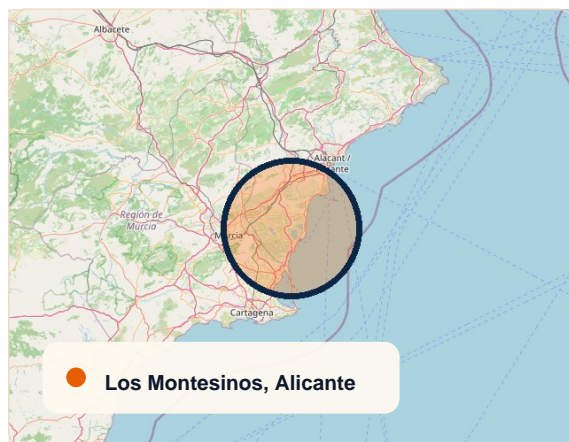 Albacete
Alacant /
Región de
Murcia
Murcia
Cartagena
Los Montesinos, Alicante